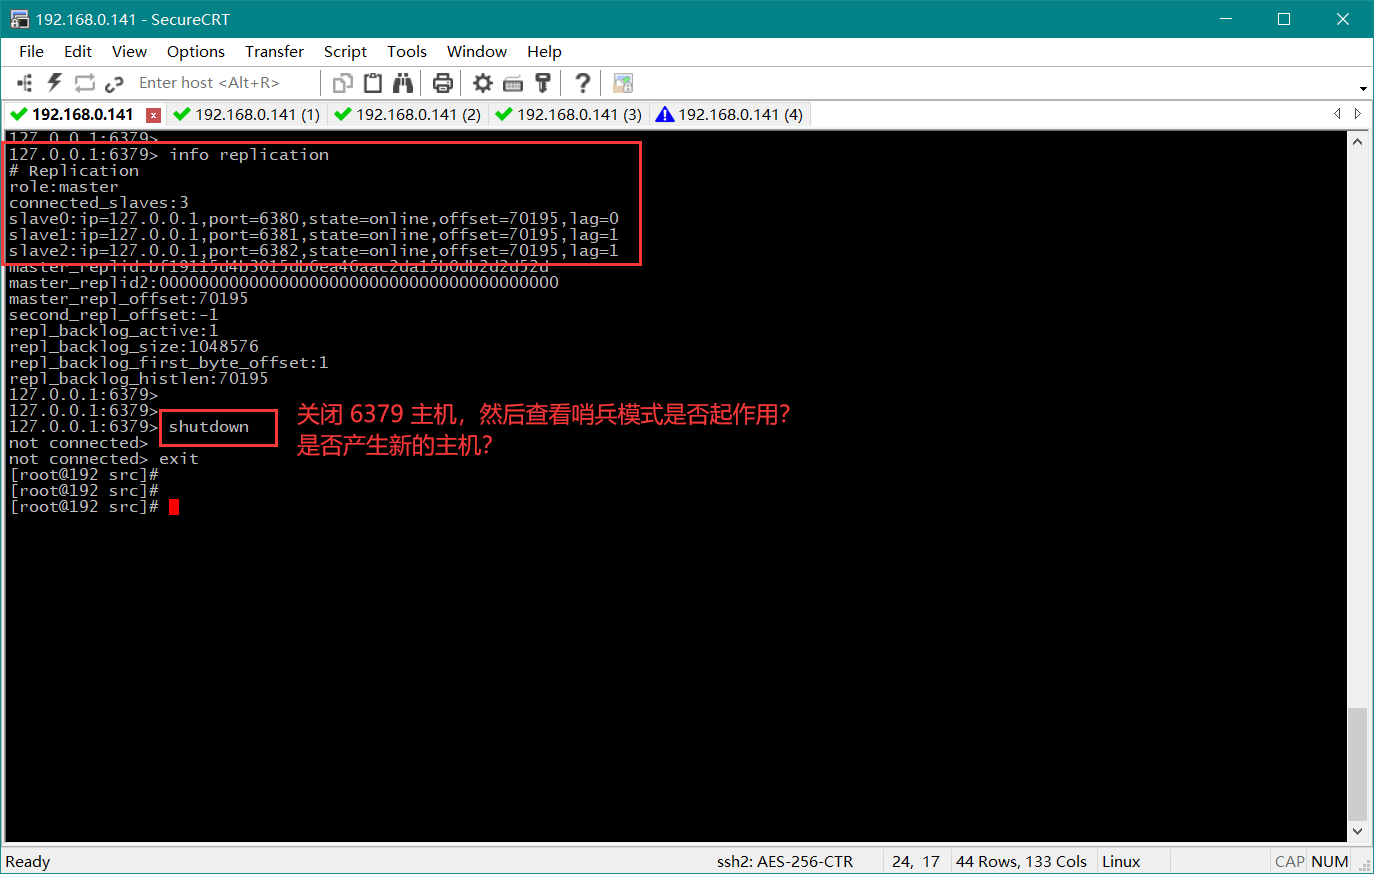 192.168.0.141 - SecureCRT
File Edit View Options Transfer Script Tools Window Help
Enter host <Alt+R>
192.168.0.141 192.168.0.141 (1) 192.168.0.141 (2) 192.168.0.141 (3) 192.168.0.141 (4)
127.0.0.1:6379>
127.0.0.1:6379> info replication
# Replication
role:master
connected_slaves:3
slave0:ip=127.0.0.1,port=6380,state=online,offset=70195,lag=0
slave1:ip=127.0.0.1,port=6381,state=online,offset=70195,lag=1
slave2:ip=127.0.0.1,port=6382,state=online,offset=70195,lag=1
master_replid:bf19115d4b3015db6ea46aac2da15b0db2d2d52d
master_replid2:0000000000000000000000000000000000000000
master_repl_offset:70195
second_repl_offset:-1
repl_backlog_active:1
repl_backlog_size:1048576
repl_backlog_first_byte_offset:1
repl_backlog_histlen:70195
127.0.0.1:6379>
127.0.0.1:6379>
127.0.0.1:6379> shutdown
关闭 6379 主机，然后查看哨兵模式是否起作用？
是否产生新的主机？
not connected>
not connected> exit
[root@192 src]#
[root@192 src]#
[root@192 src]#
Ready ssh2: AES-256-CTR 24, 17 44 Rows, 133 Cols Linux CAP NUM